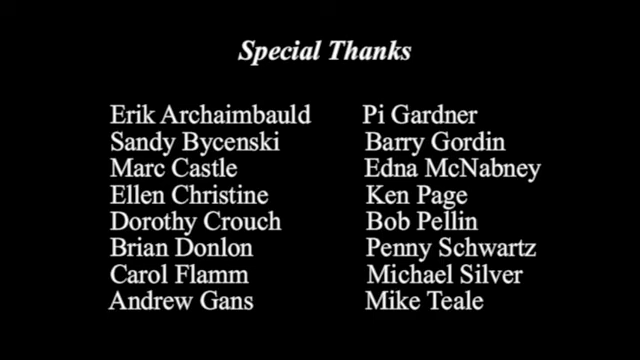 Special Thanks
Erik Archaimbauld
Sandy Bycenski
Marc Castle
Ellen Christine
Dorothy Crouch
Brian Donlon
Carol Flamm
Andrew Gans
Pi Gardner
Barry Gordin
Edna McNabney
Ken Page
Bob Pellin
Penny Schwartz
Michael Silver
Mike Teale